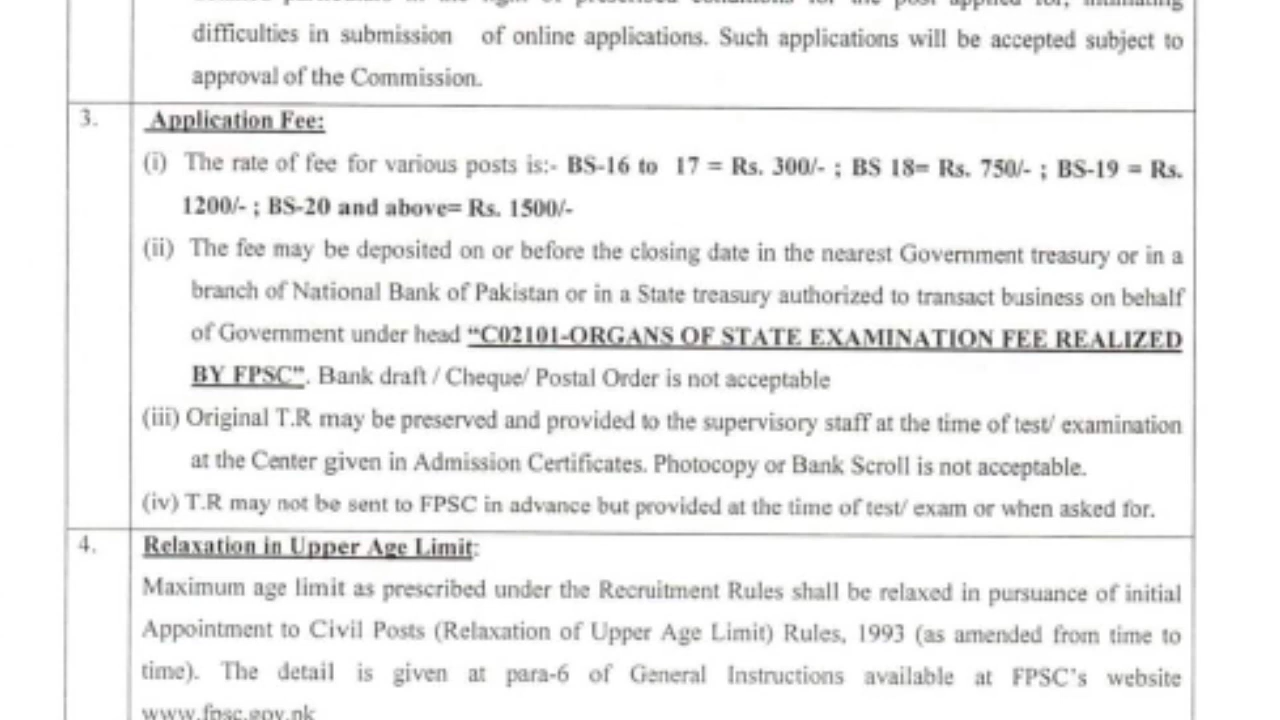 difficulties in submission of online applications. Such applications will be accepted subject to
approval of the Commission.
3.
Application Fee:
(i) The rate of fee for various posts is:- BS-16 to 17 = Rs. 300/- ; BS 18= Rs. 750/- ; BS-19 = Rs.
1200/- ; BS-20 and above= Rs. 1500/-
(ii) The fee may be deposited on or before the closing date in the nearest Government treasury or in a
branch of National Bank of Pakistan or in a State treasury authorized to transact business on behalf
of Government under head “C02101-ORGANS OF STATE EXAMINATION FEE REALIZED
BY FPSC”. Bank draft / Cheque/ Postal Order is not acceptable
(iii) Original T.R may be preserved and provided to the supervisory staff at the time of test/ examination
at the Center given in Admission Certificates. Photocopy or Bank Scroll is not acceptable.
(iv) T.R may not be sent to FPSC in advance but provided at the time of test/ exam or when asked for.
4.
Relaxation in Upper Age Limit:
Maximum age limit as prescribed under the Recruitment Rules shall be relaxed in pursuance of initial
Appointment to Civil Posts (Relaxation of Upper Age Limit) Rules, 1993 (as amended from time to
time). The detail is given at para-6 of General Instructions available at FPSC's website
www.fpsc.gov.pk